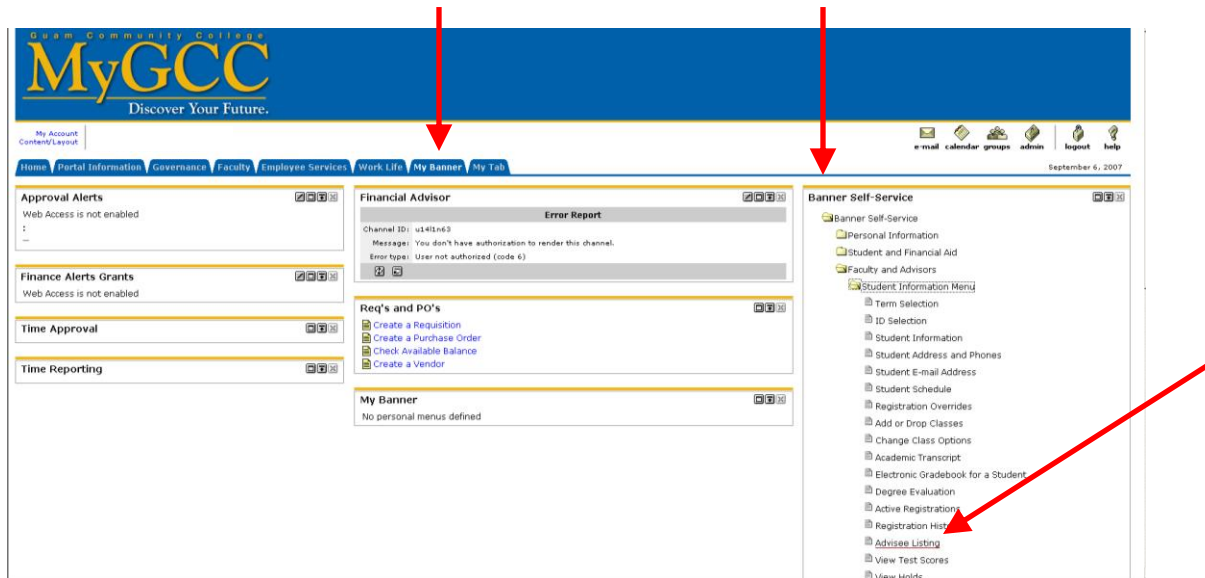 Guam Community College
MyGCC
Discover Your Future.
My Account
Content/Layout
e-mail calendar groups admin logout help
Home Portal Information Governance Faculty Employee Services Work Life My Banner My Tab
September 6, 2007
Approval Alerts
Web Access is not enabled
:
...
Finance Alerts Grants
Web Access is not enabled
Time Approval
Time Reporting
Financial Advisor
Error Report
Channel ID: u14l1n63
Message: You don't have authorization to render this channel.
Error type: User not authorized (code 6)
Req's and PO's
Create a Requisition
Create a Purchase Order
Check Available Balance
Create a Vendor
My Banner
No personal menus defined
Banner Self-Service
Banner Self-Service
Personal Information
Student and Financial Aid
Faculty and Advisors
Student Information Menu
Term Selection
ID Selection
Student Information
Student Address and Phones
Student E-mail Address
Student Schedule
Registration Overrides
Add or Drop Classes
Change Class Options
Academic Transcript
Electronic Gradebook for a Student
Degree Evaluation
Active Registrations
Registration History
Advisee Listing
View Test Scores
View Holds